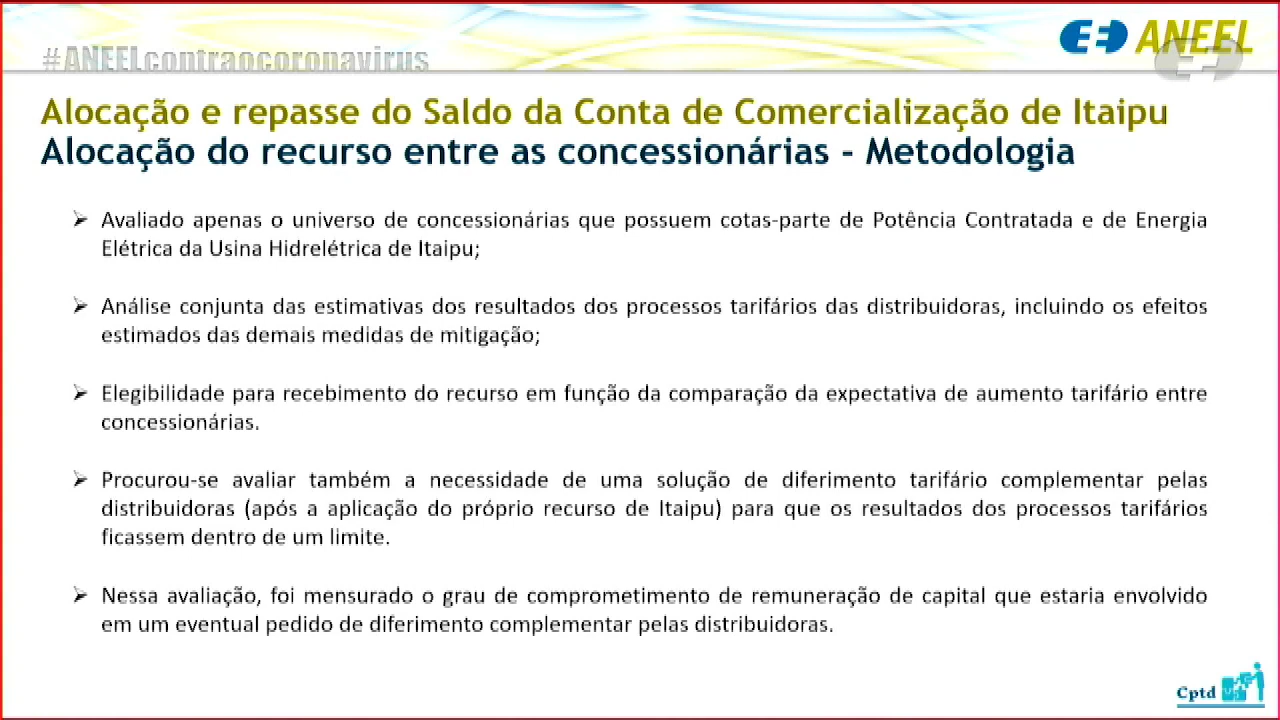 #ANEELcontraocoronavirus
ANEEL
Alocação e repasse do Saldo da Conta de Comercialização de Itaipu
Alocação do recurso entre as concessionárias - Metodologia
Avaliado apenas o universo de concessionárias que possuem cotas-parte de Potência Contratada e de Energia
Elétrica da Usina Hidrelétrica de Itaipu;
Análise conjunta das estimativas dos resultados dos processos tarifários das distribuidoras, incluindo os efeitos
estimados das demais medidas de mitigação;
Elegibilidade para recebimento do recurso em função da comparação da expectativa de aumento tarifário entre
concessionárias.
Procurou-se avaliar também a necessidade de uma solução de diferimento tarifário complementar pelas
distribuidoras (após a aplicação do próprio recurso de Itaipu) para que os resultados dos processos tarifários
ficassem dentro de um limite.
Nessa avaliação, foi mensurado o grau de comprometimento de remuneração de capital que estaria envolvido
em um eventual pedido de diferimento complementar pelas distribuidoras.
Cptd